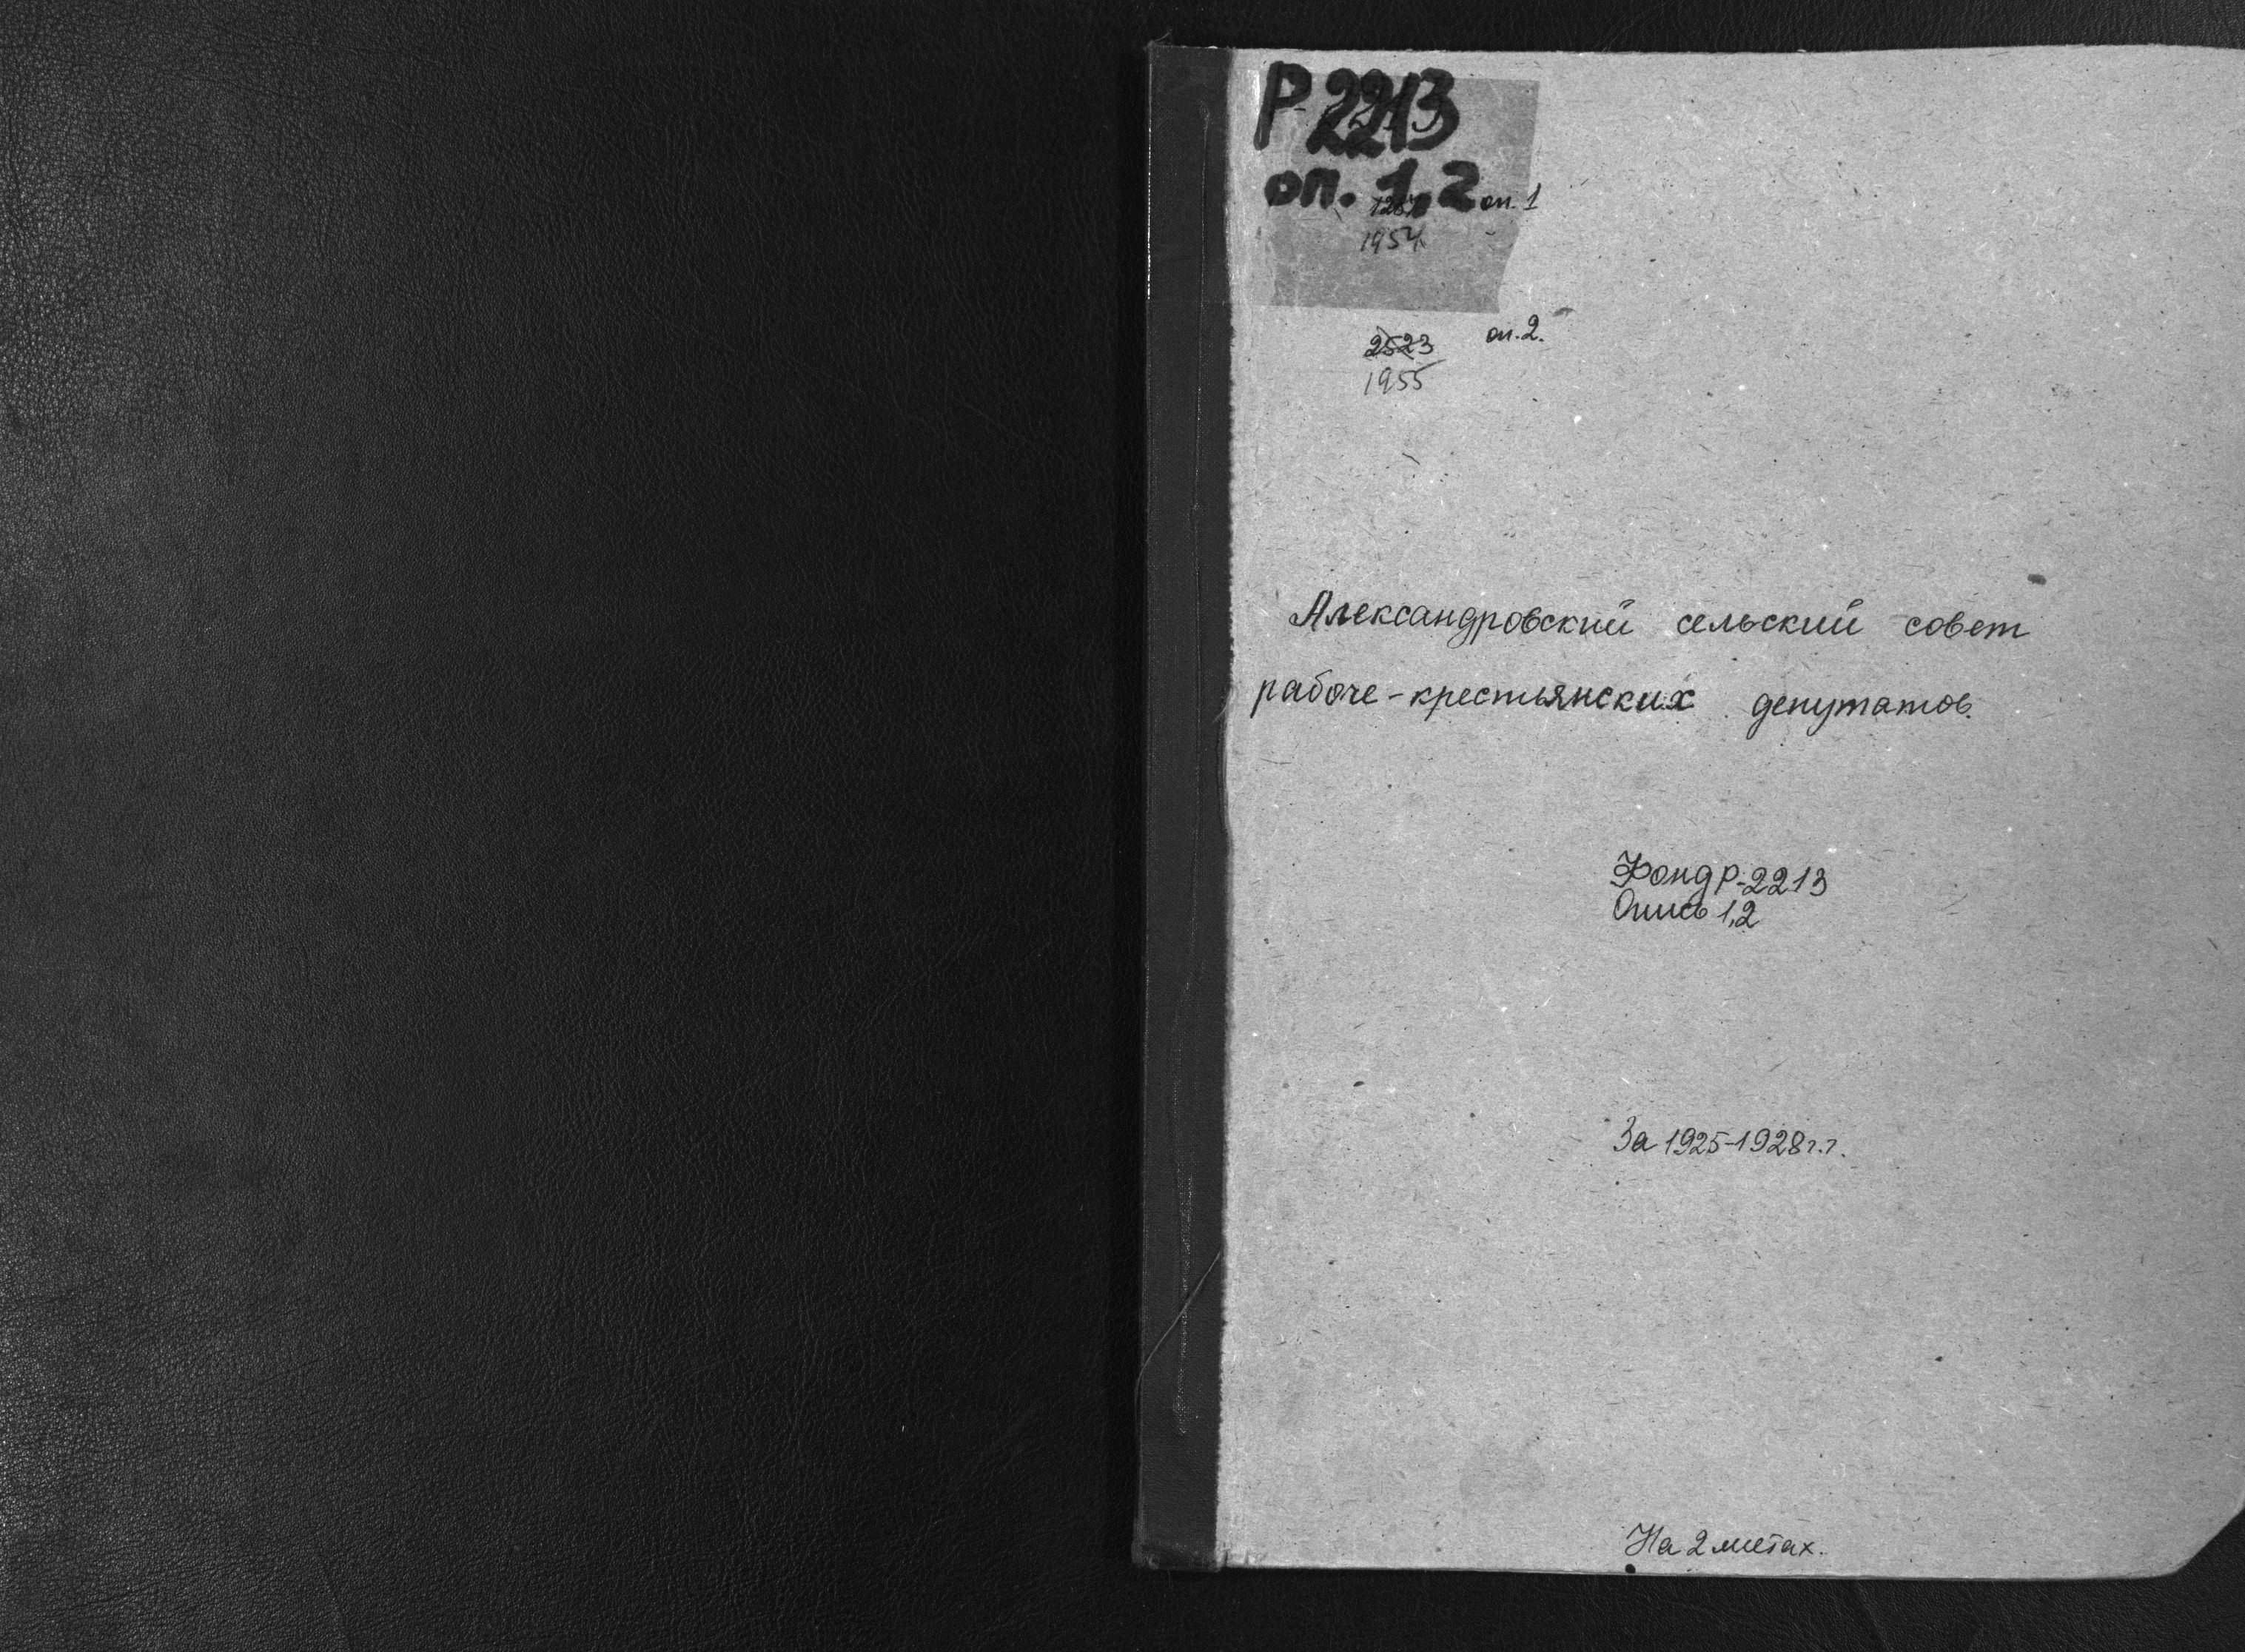 Р-2213
оп. 1,2 оп. 1
1954
2523 оп. 2.
1955
Александровский сельский совет
рабоче-крестьянских депутатов.
Фонд Р-2213
Опись 1,2
За 1925-1928 г.г.
На 2 листах.